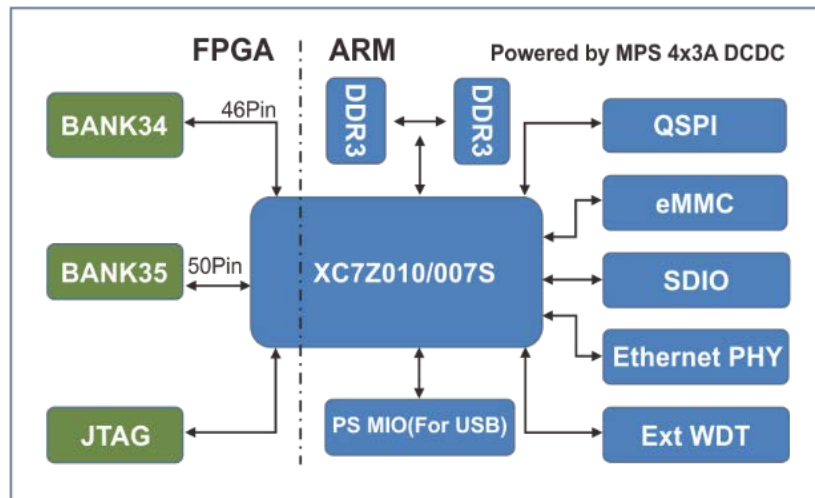 FPGA
ARM
Powered by MPS 4x3A DCDC
BANK34
46Pin
DDR3
DDR3
QSPI
eMMC
BANK35
50Pin
XC7Z010/007S
SDIO
Ethernet PHY
JTAG
PS MIO(For USB)
Ext WDT